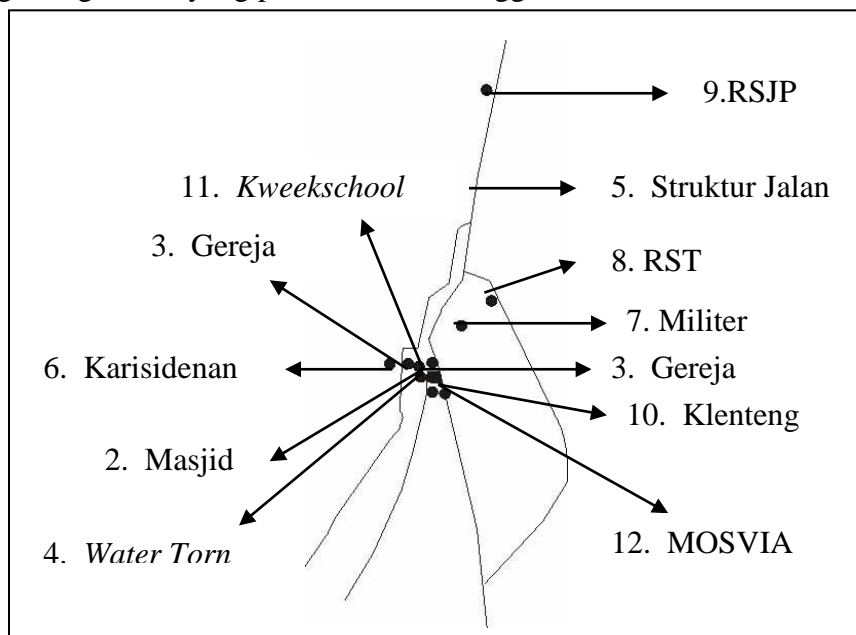 9.RSJP
11. Kweekschool
5. Struktur Jalan
3. Gereja
8. RST
7. Militer
6. Karisidenan
3. Gereja
10. Klenteng
2. Masjid
4. Water Torn
12. MOSVIA